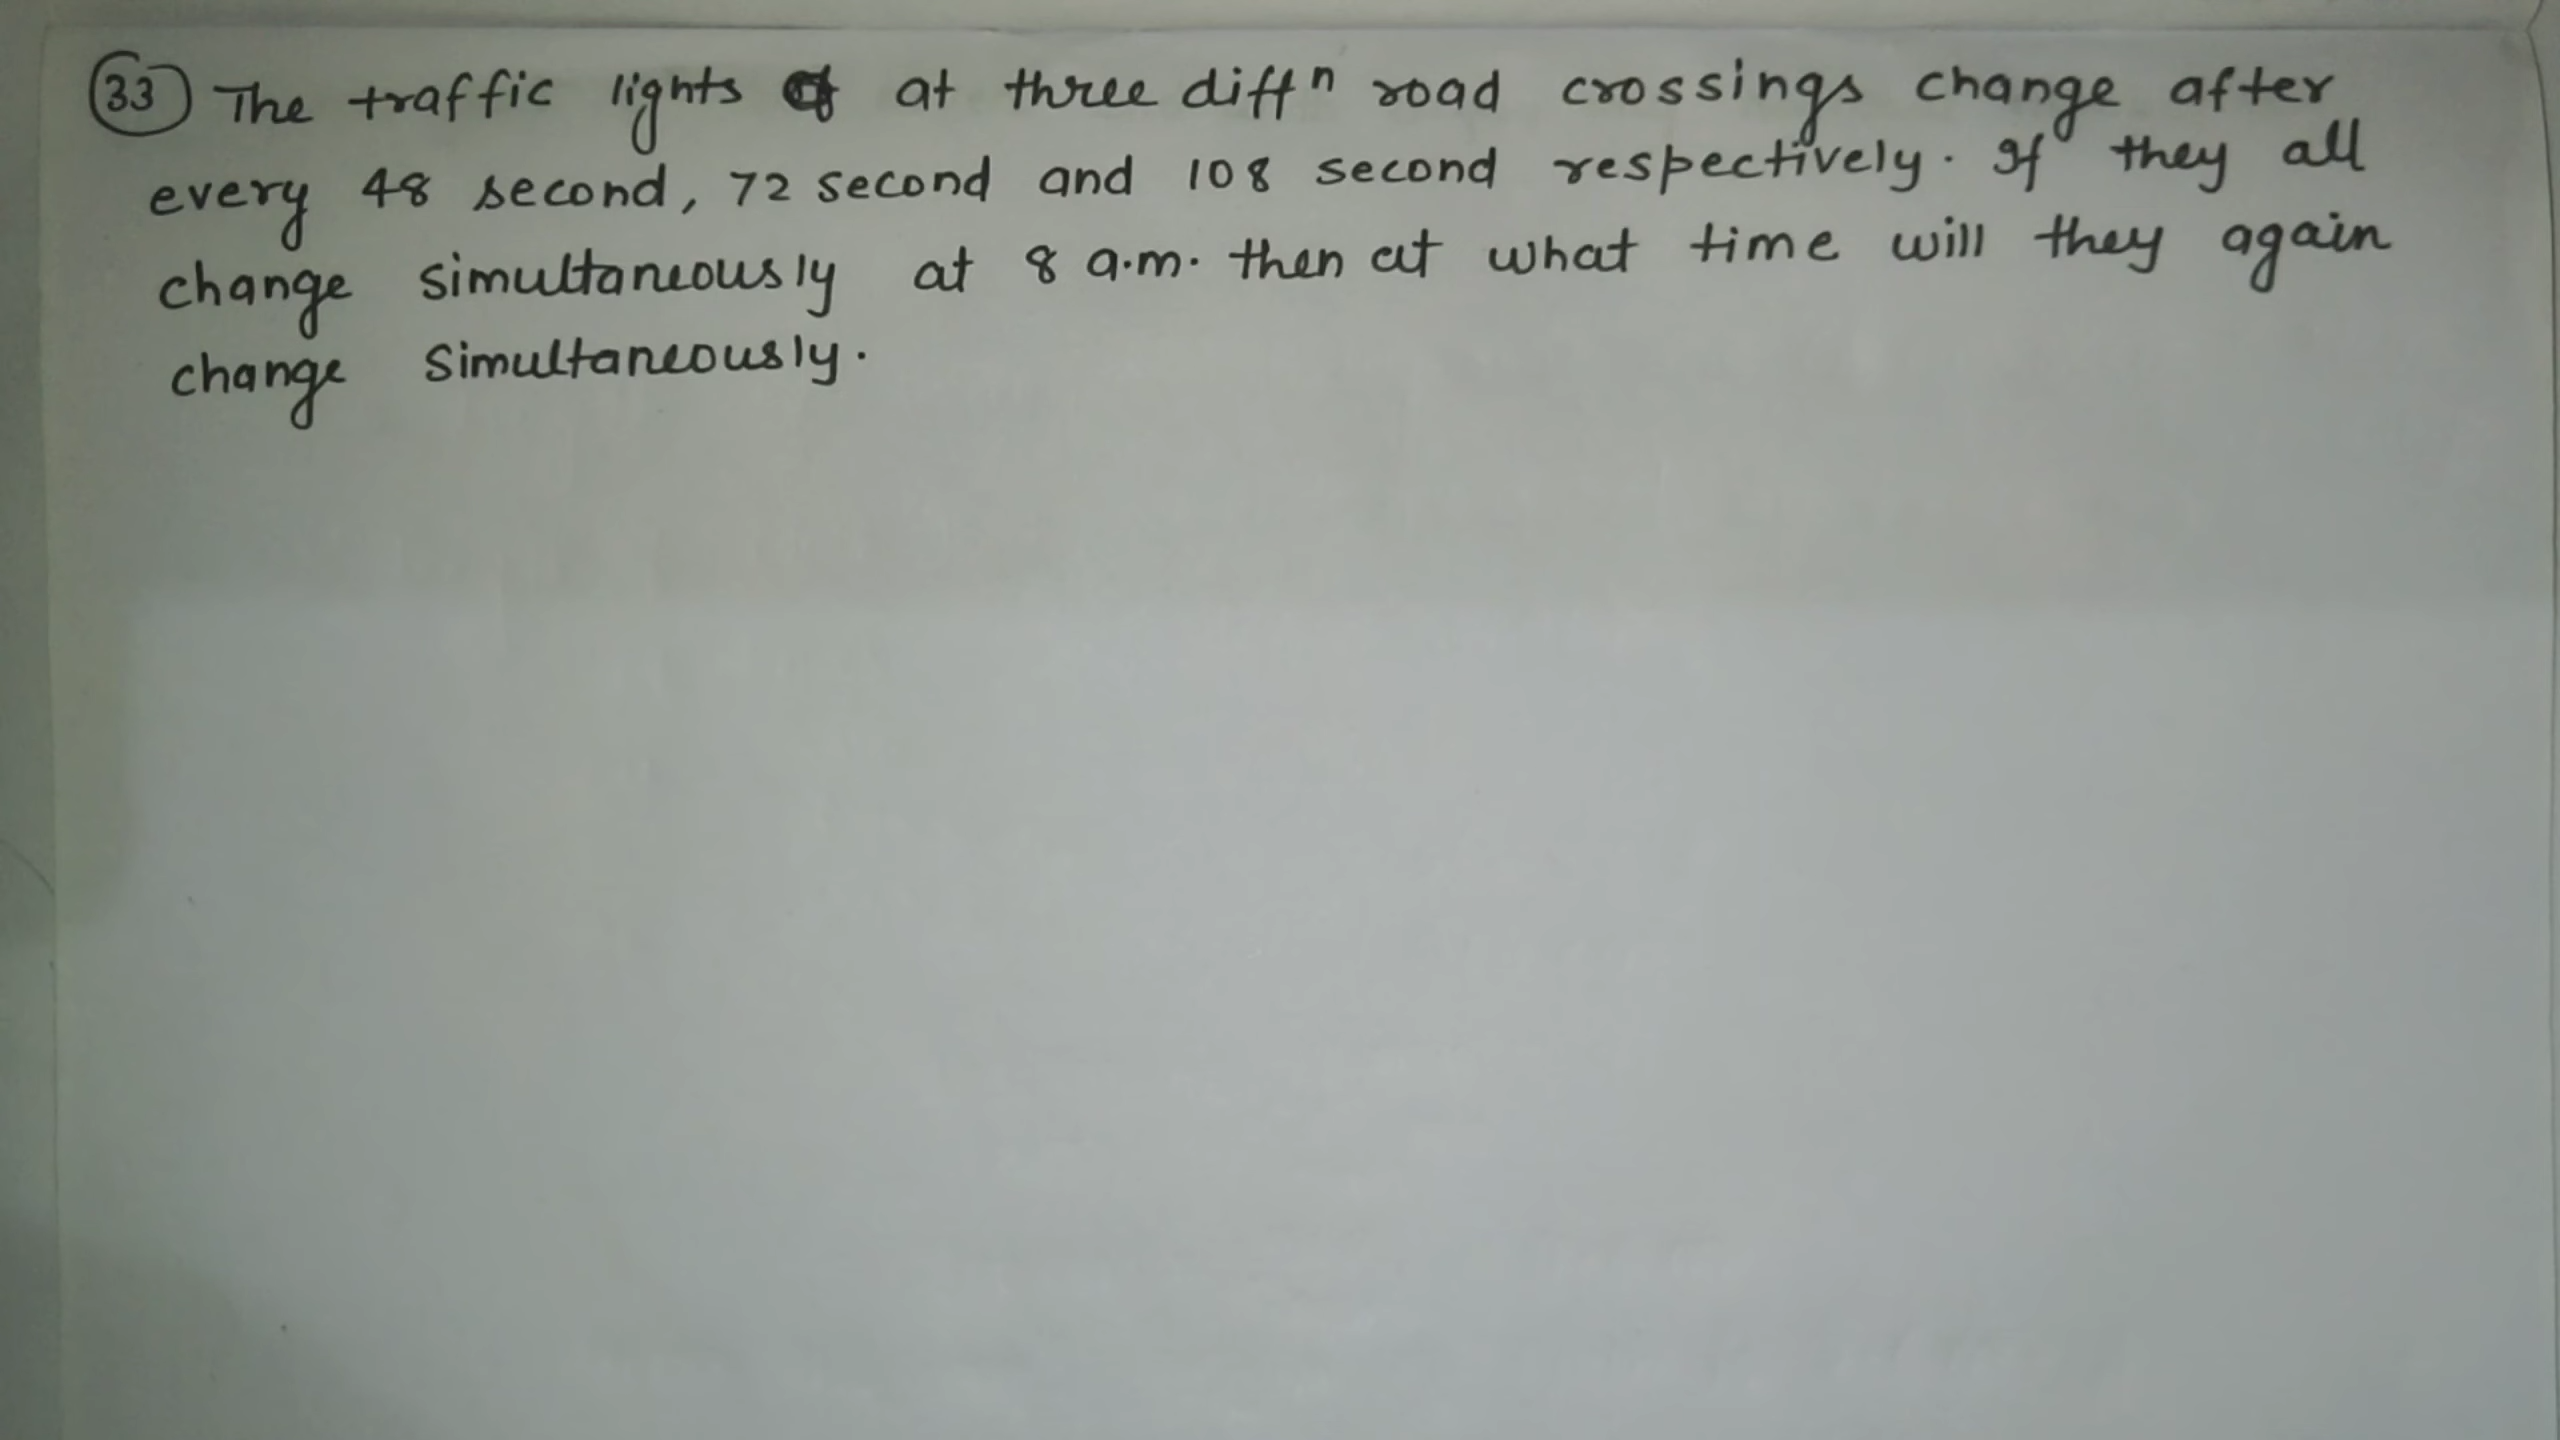 33 The traffic lights at three diffn road crossings change after
every 48 second, 72 second and 108 second respectively. If they all
change simultaneously at 8 a.m. then at what time will they again
change simultaneously.